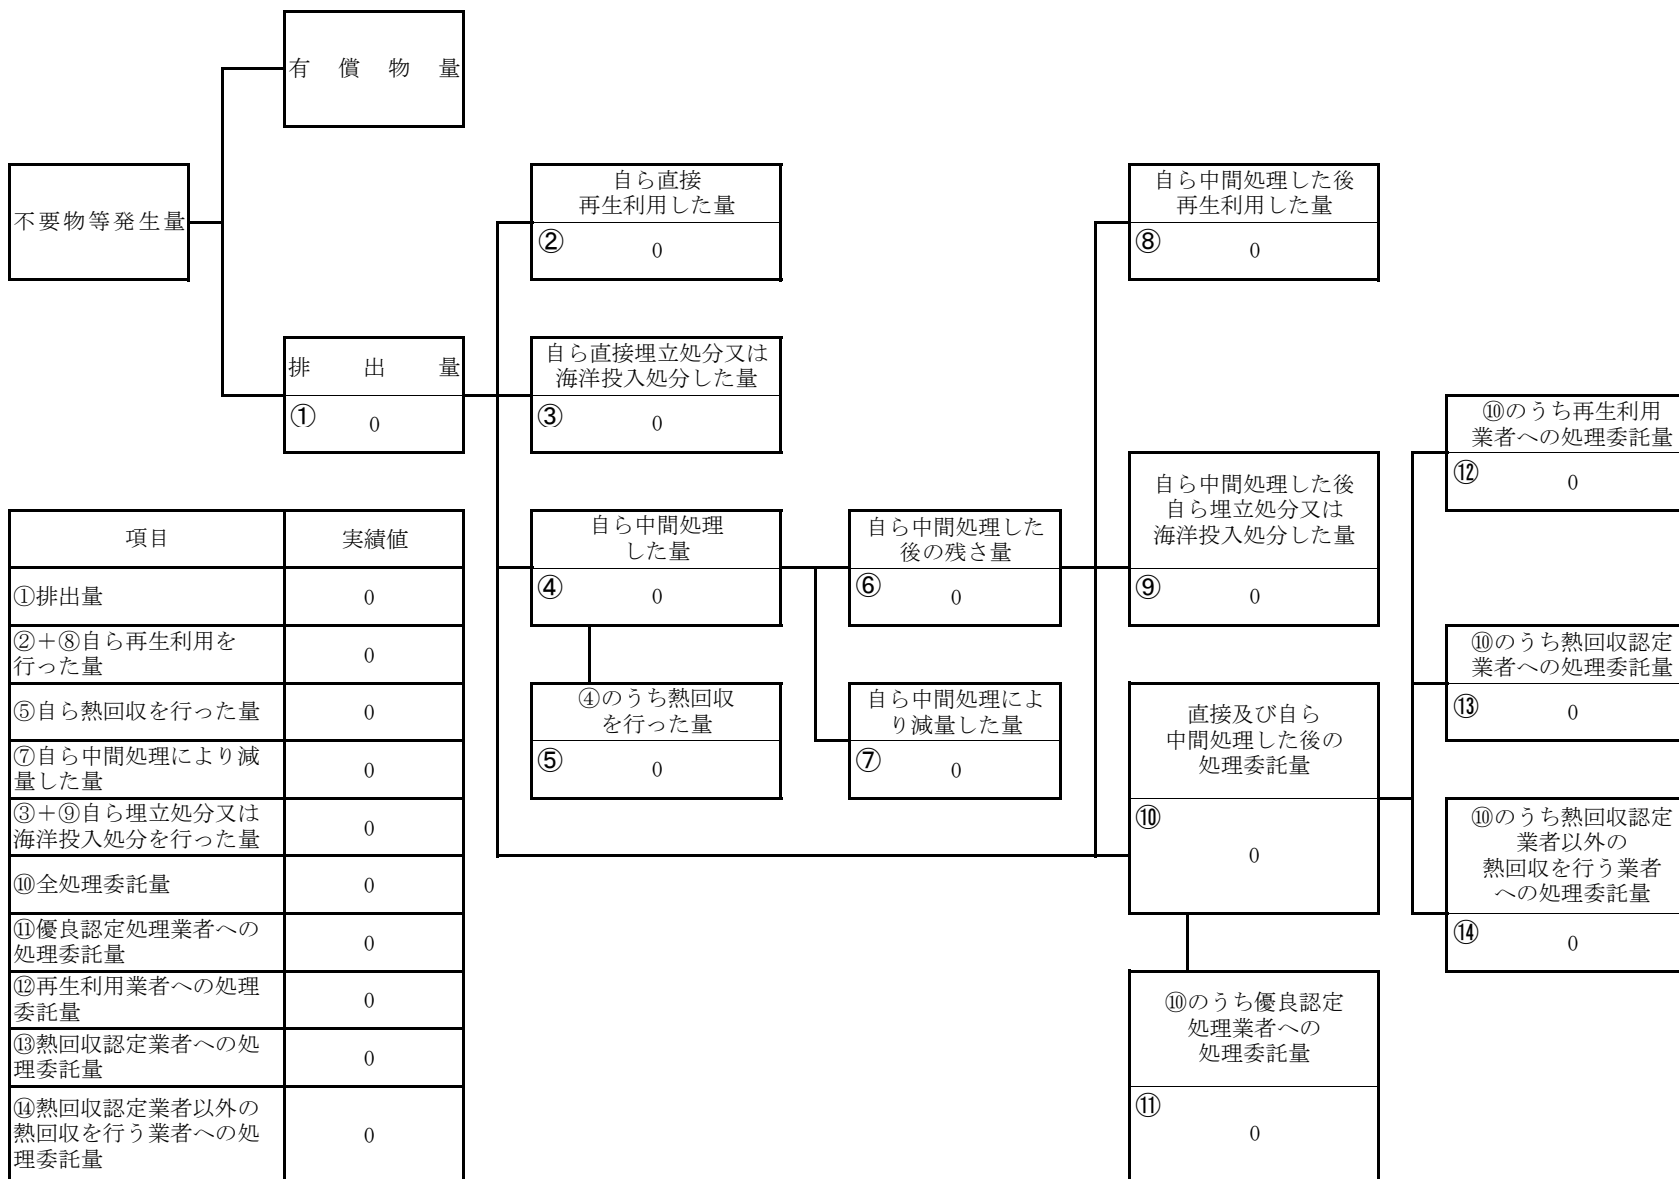 有償物量
不要物等発生量
自ら直接
再生利用した量
②
0
自ら中間処理した後
再生利用した量
⑧
0
排出量
①
0
自ら直接埋立処分又は
海洋投入処分した量
③
0
⑩のうち再生利用
業者への処理委託量
⑫
0
自ら中間処理した後
自ら埋立処分又は
海洋投入処分した量
⑨
0
自ら中間処理
した量
④
0
自ら中間処理した
後の残さ量
⑥
0
⑩のうち熱回収認定
業者への処理委託量
⑬
0
④のうち熱回収
を行った量
⑤
0
自ら中間処理によ
り減量した量
⑦
0
直接及び自ら
中間処理した後の
処理委託量
⑩
0
⑩のうち熱回収認定
業者以外の
熱回収を行う業者
への処理委託量
⑭
0
⑩のうち優良認定
処理業者への
処理委託量
⑪
0
項目 実績値
①排出量 0
②+⑧自ら再生利用を
行った量 0
⑤自ら熱回収を行った量 0
⑦自ら中間処理により減
量した量 0
③+⑨自ら埋立処分又は
海洋投入処分を行った量 0
⑩全処理委託量 0
⑪優良認定処理業者への
処理委託量 0
⑫再生利用業者への処理
委託量 0
⑬熱回収認定業者への処
理委託量 0
⑭熱回収認定業者以外の
熱回収を行う業者への処
理委託量 0